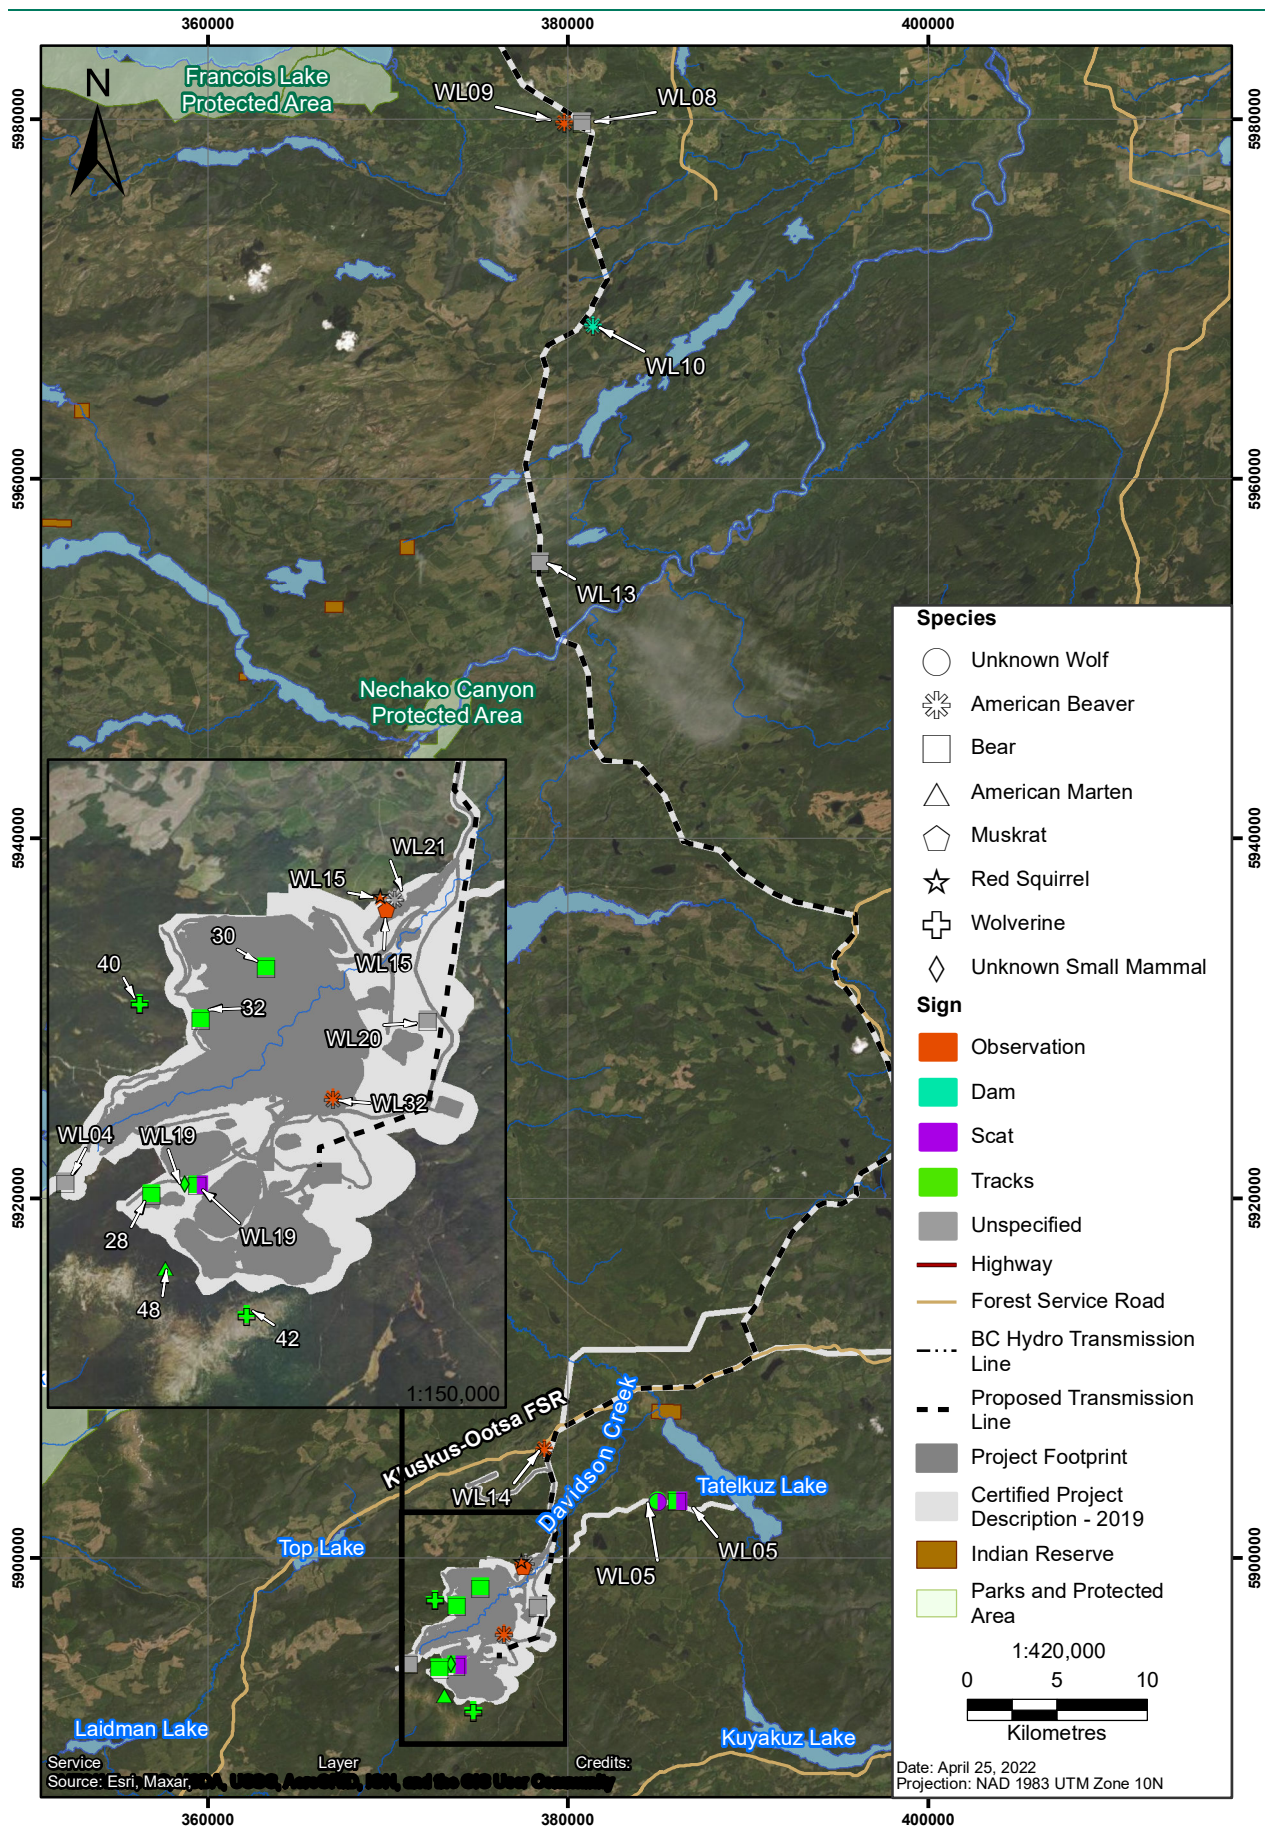 360000
380000
400000
Francois Lake
Protected Area
N
WL09
WL08
5980000
5980000
WL10
5960000
5960000
WL13
Nechako Canyon
Protected Area
5940000
5940000
WL21
WL15
30
WL15
40
32
WL20
WL32
WL04
WL19
28
WL19
48
42
1:150,000
5920000
5920000
Kluskus-Ootsa FSR
Davidson Creek
WL14
Tatelkuz Lake
WL05
WL05
Top Lake
5900000
5900000
Laidman Lake
Kuyakuz Lake
Species
Unknown Wolf
American Beaver
Bear
American Marten
Muskrat
Red Squirrel
Wolverine
Unknown Small Mammal
Sign
Observation
Dam
Scat
Tracks
Unspecified
Highway
Forest Service Road
BC Hydro Transmission
Line
Proposed Transmission
Line
Project Footprint
Certified Project
Description - 2019
Indian Reserve
Parks and Protected
Area
1:420,000
0 5 10
Kilometres
Date: April 25, 2022
Projection: NAD 1983 UTM Zone 10N
Service Layer Credits:
Source: Esri, Maxar, and the GIS User Community
360000
380000
400000